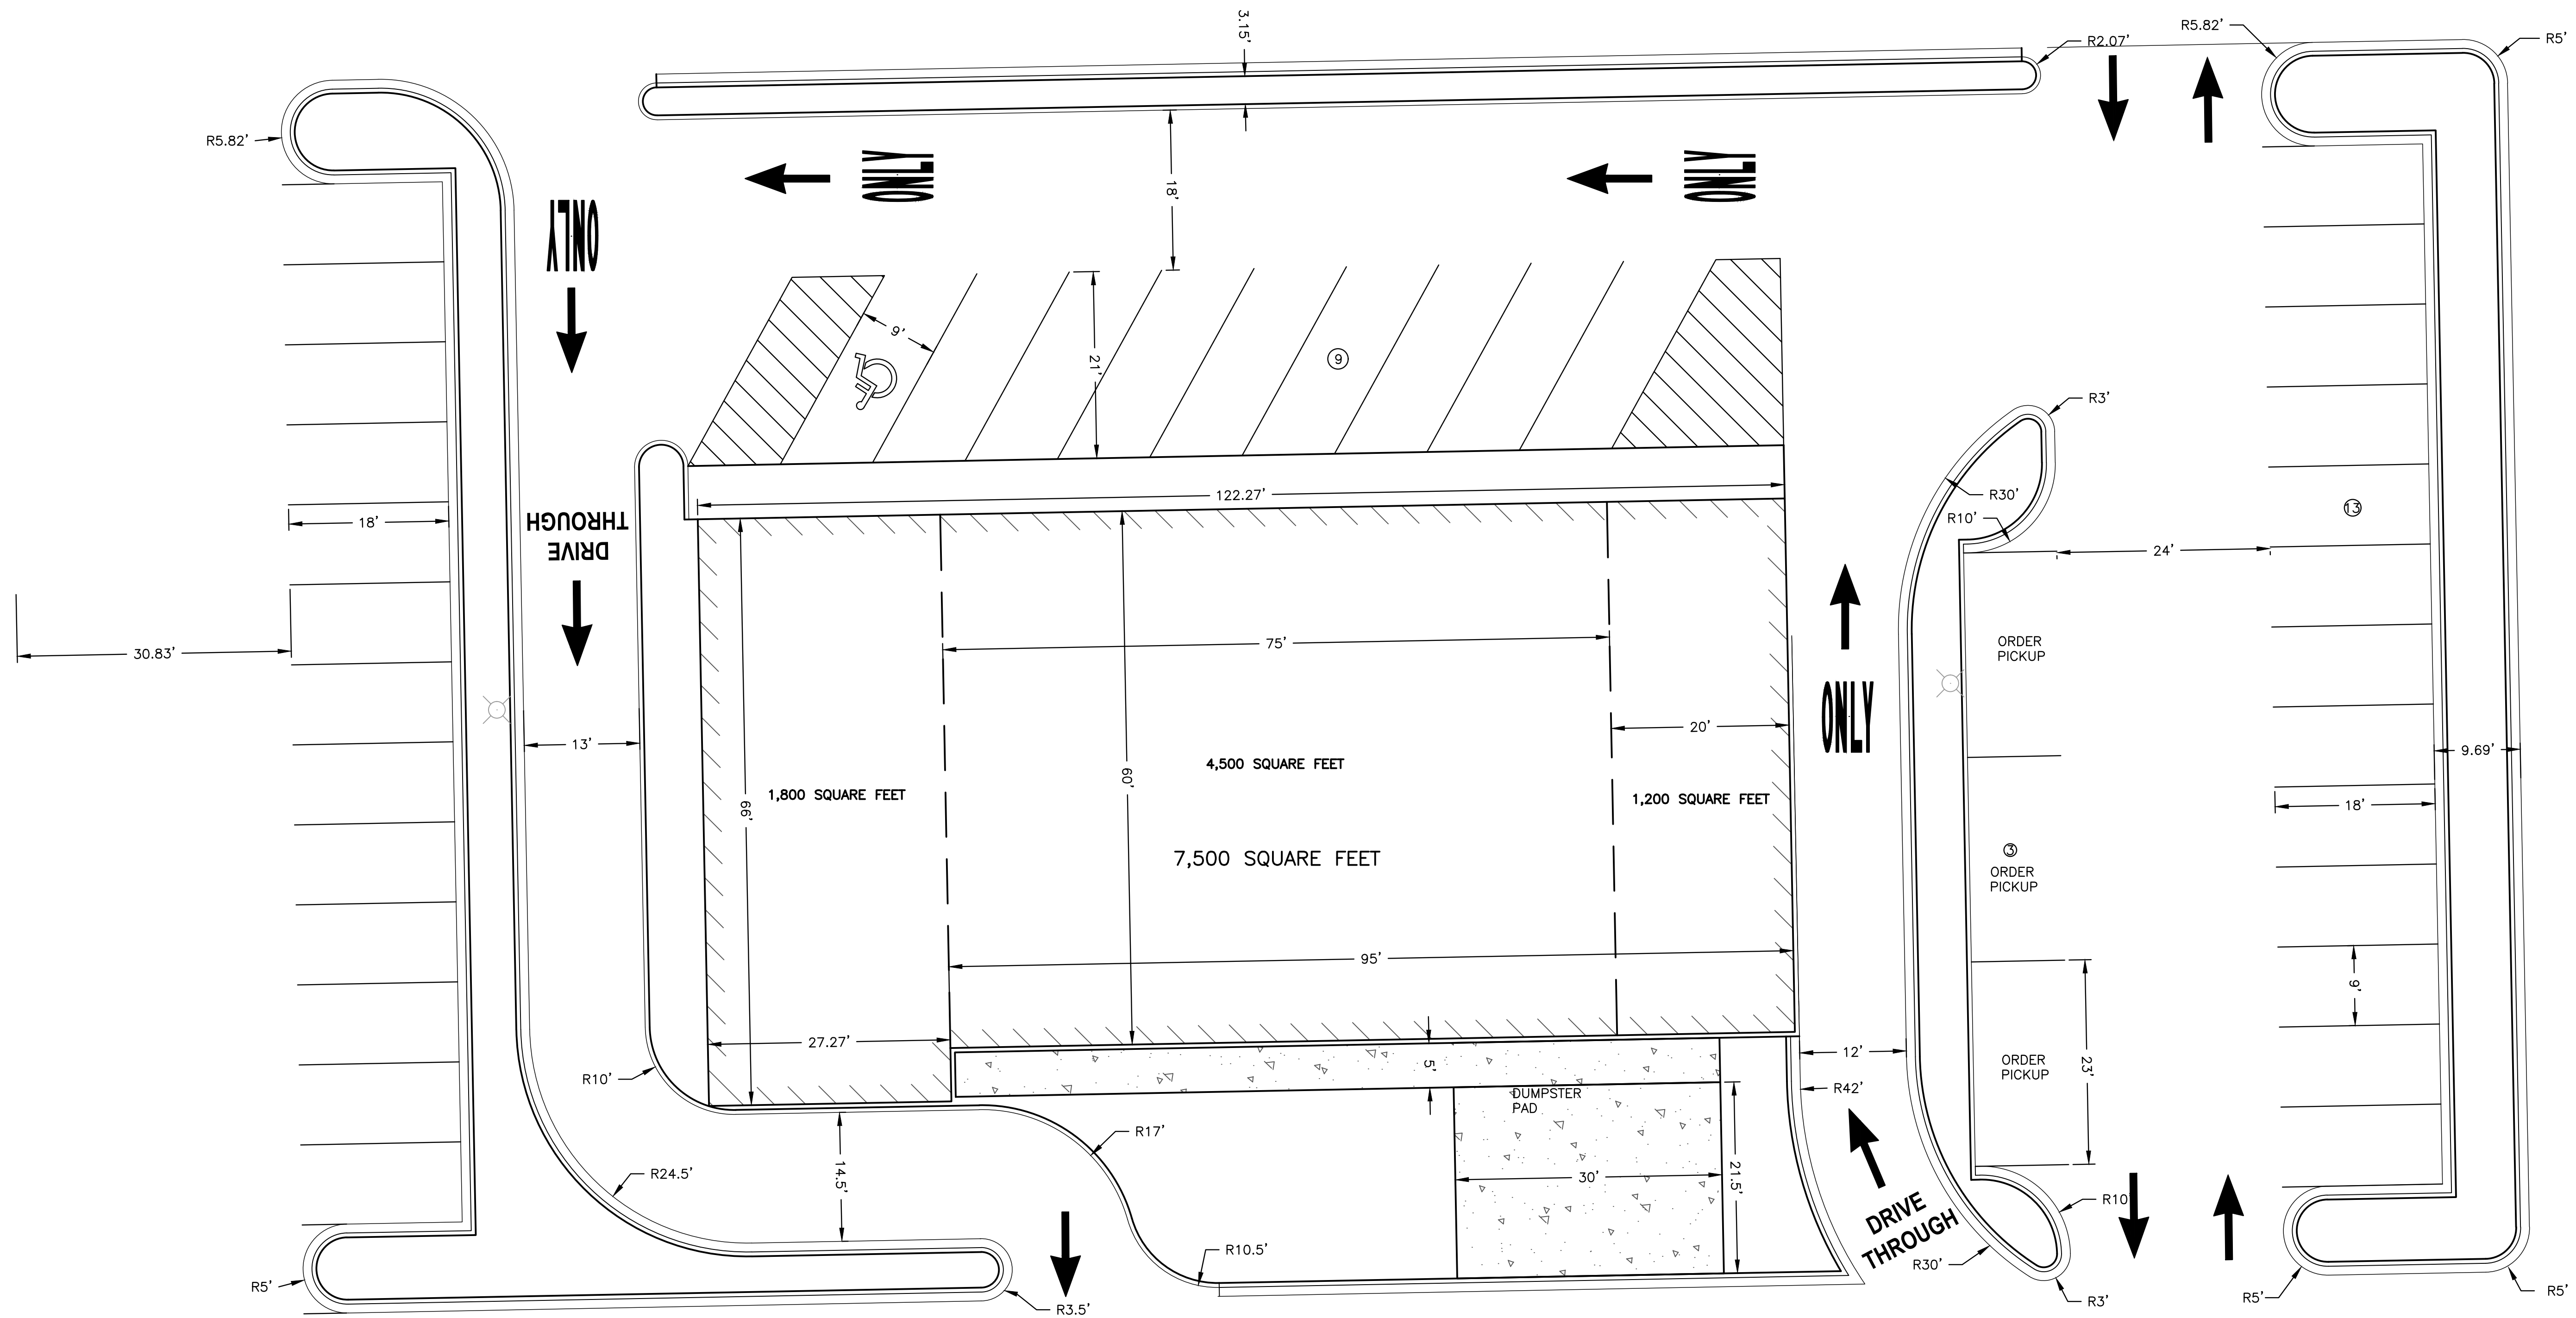 3.15'
R5.82'
R5'
R2.07'
R5.82'
ONLY
ONLY
18'
ONLY
9'
21'
9
R3'
122.27'
R30'
R10'
13
18'
DRIVE
THROUGH
24'
30.83'
75'
ORDER
PICKUP
20'
ONLY
13'
60'
4,500 SQUARE FEET
9.69'
1,800 SQUARE FEET
1,200 SQUARE FEET
66'
18'
7,500 SQUARE FEET
3
ORDER
PICKUP
95'
9'
27.27'
5'
12'
ORDER
PICKUP
23'
R10'
R42'
DUMPSTER
PAD
R17'
R24.5'
14.5'
30'
21.5'
R10'
DRIVE
THROUGH
R10.5'
R30'
R5'
R3.5'
R3'
R5'
R5'